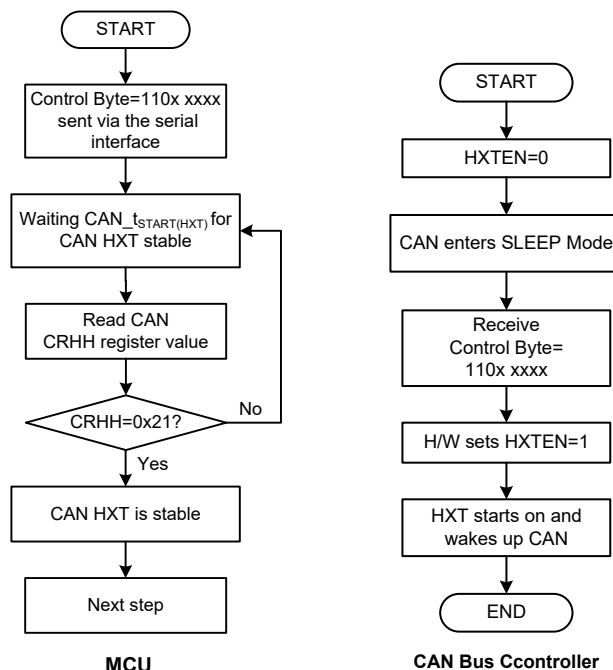 START
Control Byte=110x xxxx
sent via the serial
interface
Waiting CAN_tSTART(HXT) for
CAN HXT stable
Read CAN
CRHH register value
CRHH=0x21?
No
Yes
CAN HXT is stable
Next step
MCU
START
HXTEN=0
CAN enters SLEEP Mode
Receive
Control Byte=
110x xxxx
H/W sets HXTEN=1
HXT starts on and
wakes up CAN
END
CAN Bus Ccontroller